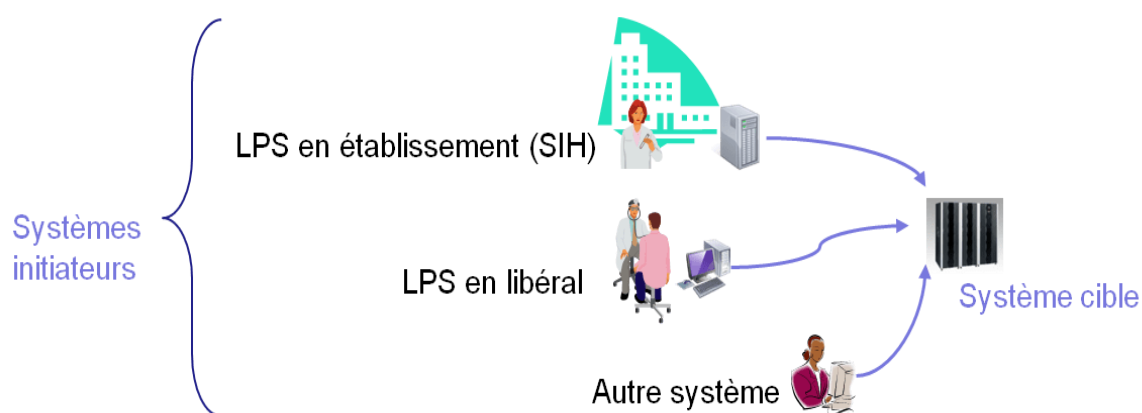 LPS en établissement (SIH)
Systèmes
initiateurs
LPS en libéral
Système cible
Autre système